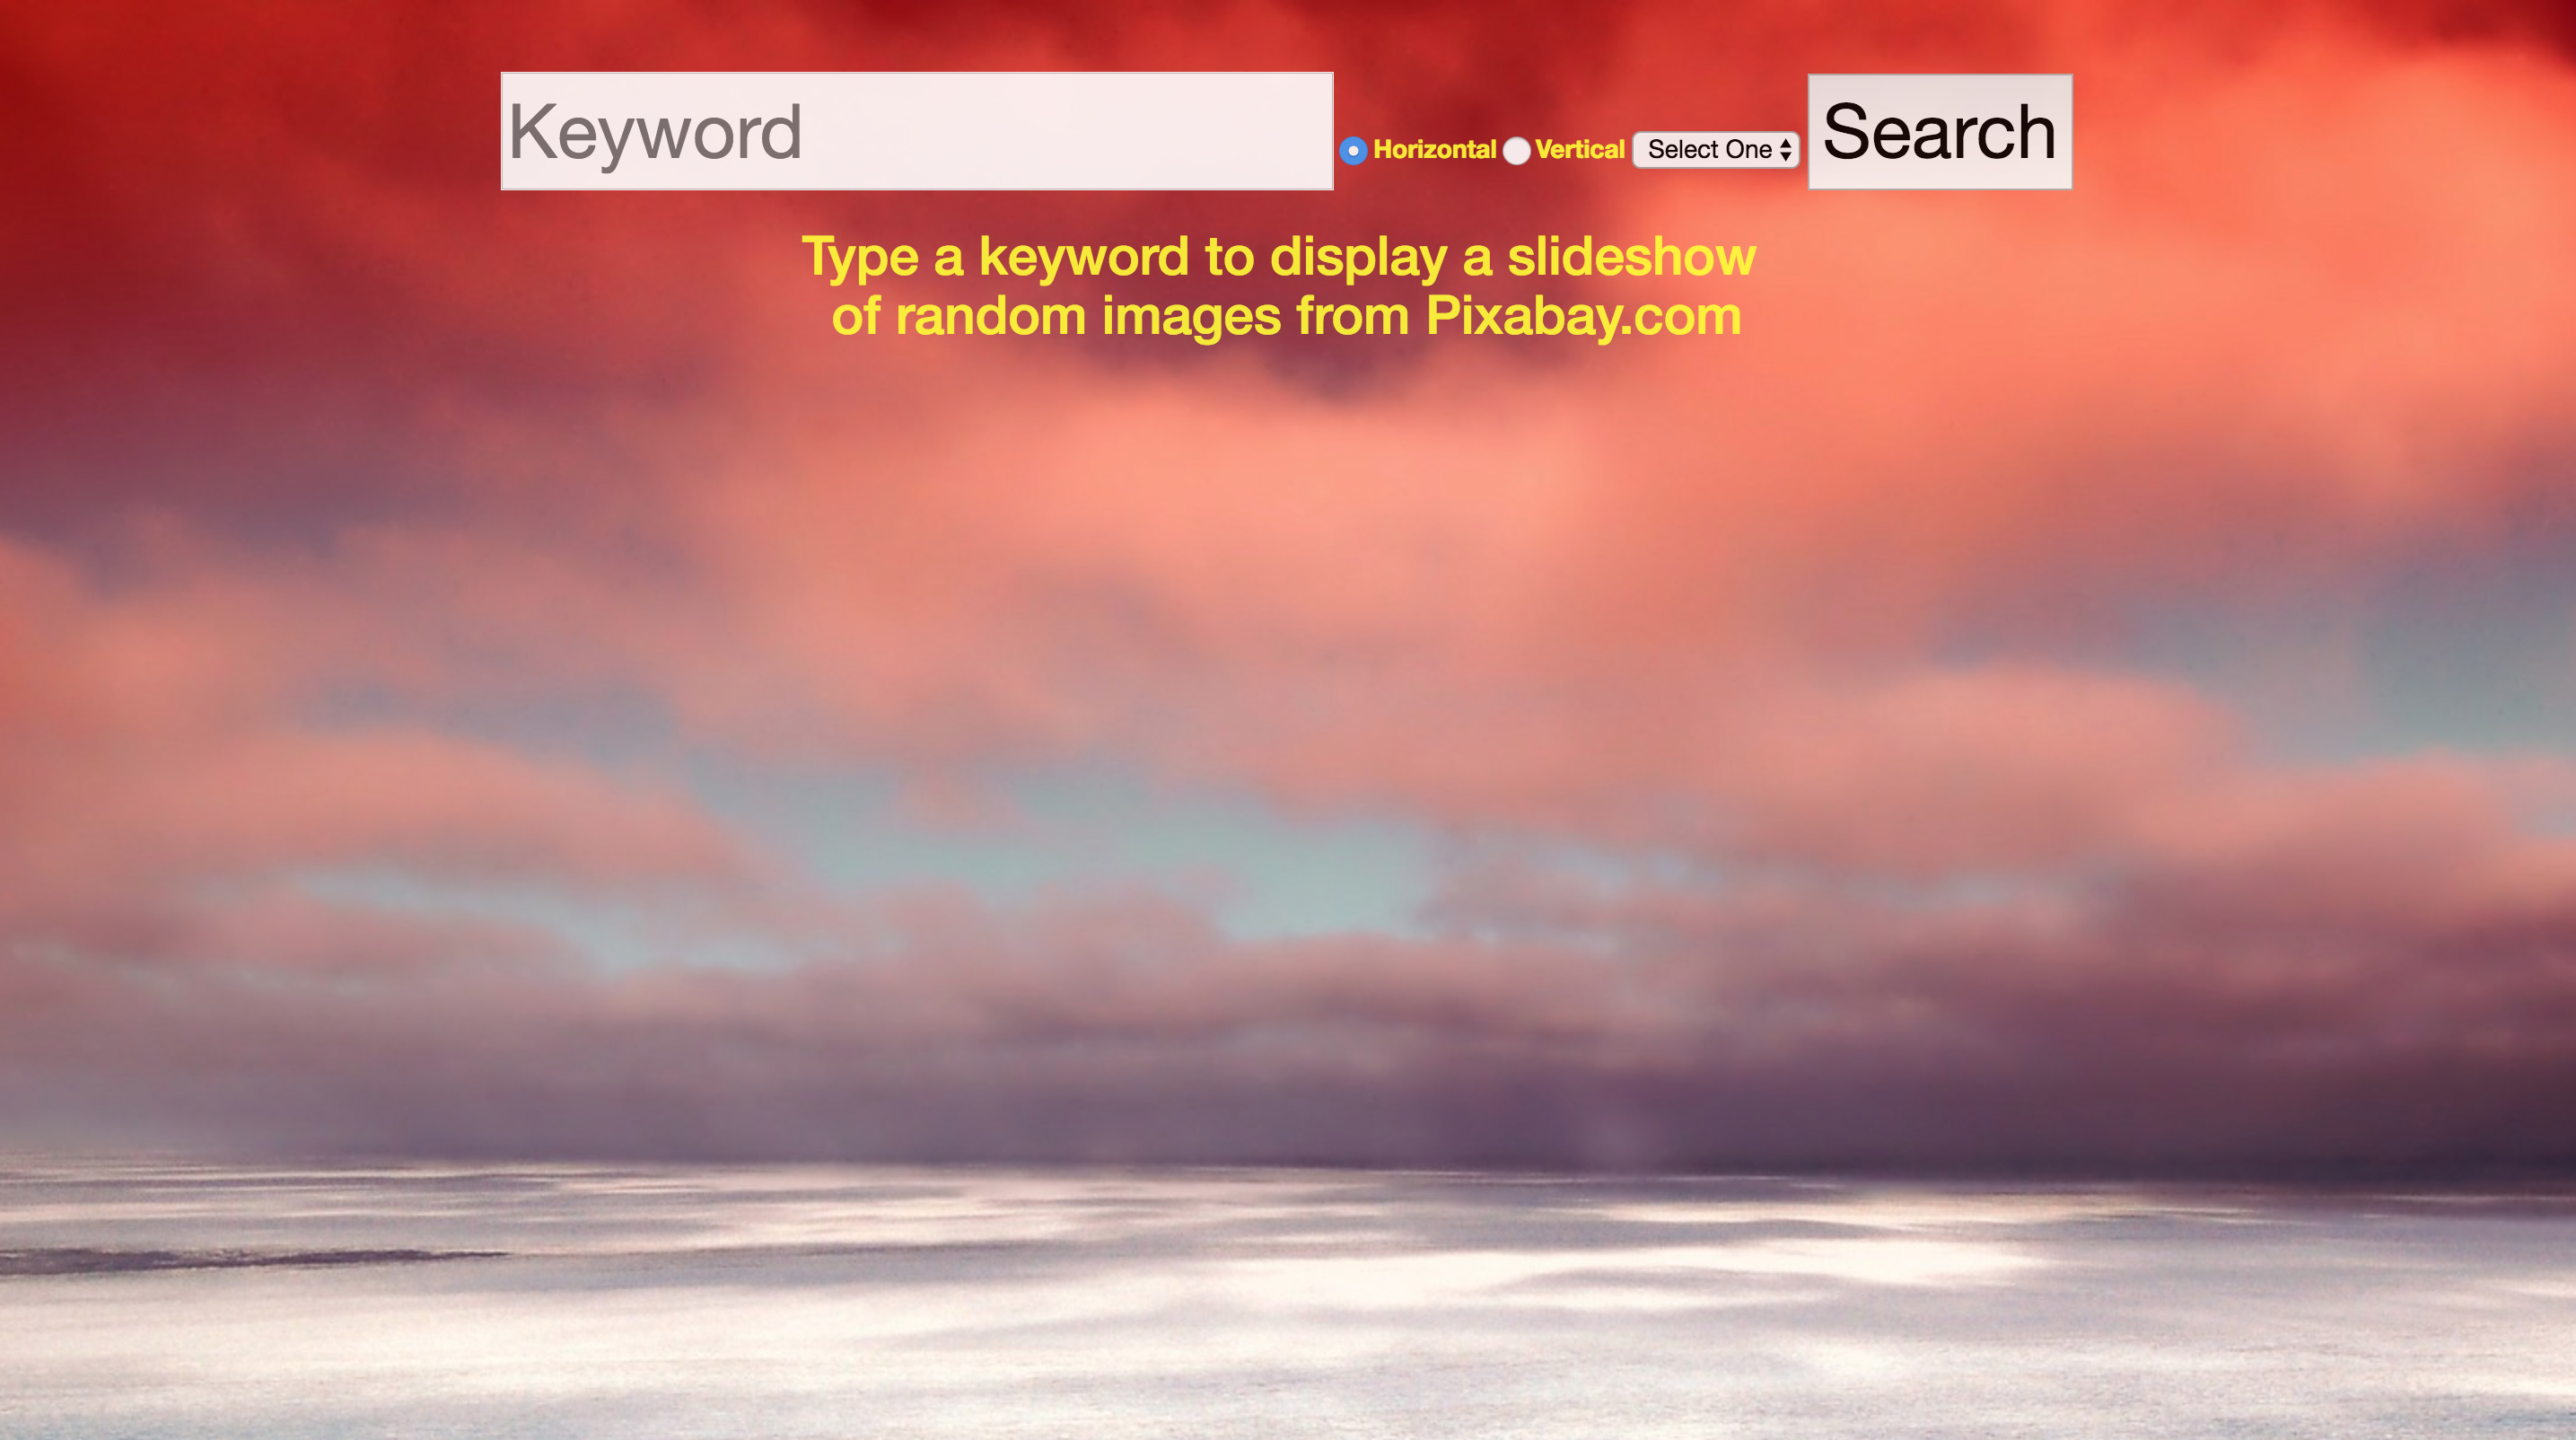 Keyword Horizontal Vertical Select One Search
Type a keyword to display a slideshow
of random images from Pixabay.com